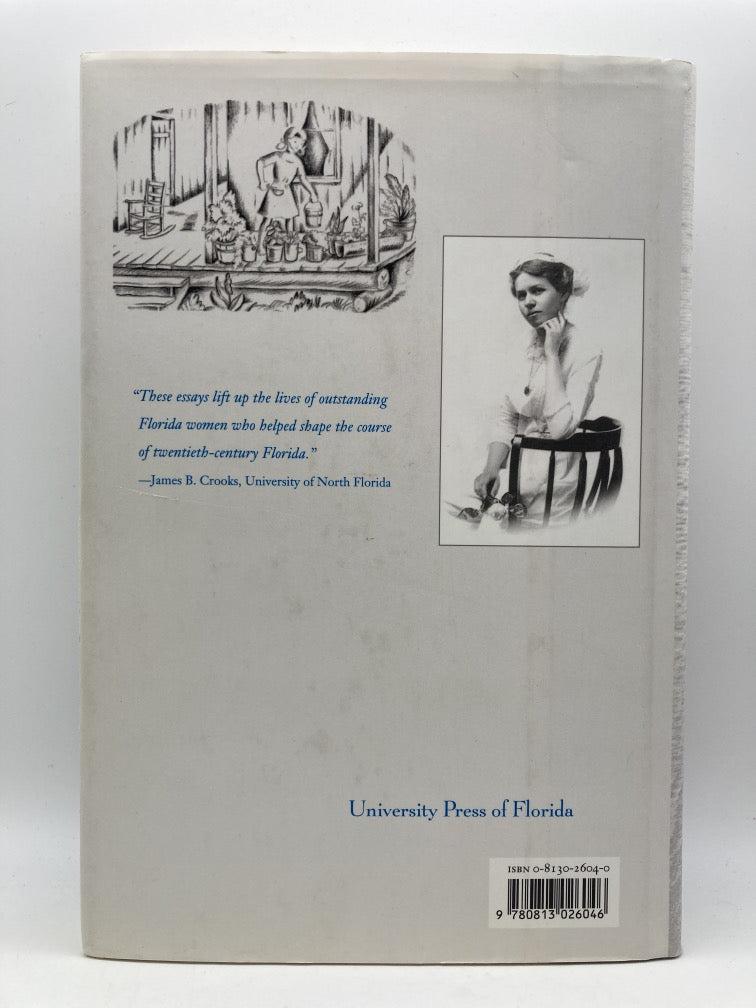 “These essays lift up the lives of outstanding
Florida women who helped shape the course
of twentieth-century Florida.”
—James B. Crooks, University of North Florida
University Press of Florida
ISBN 0-8130-2604-0
9 780813 026046